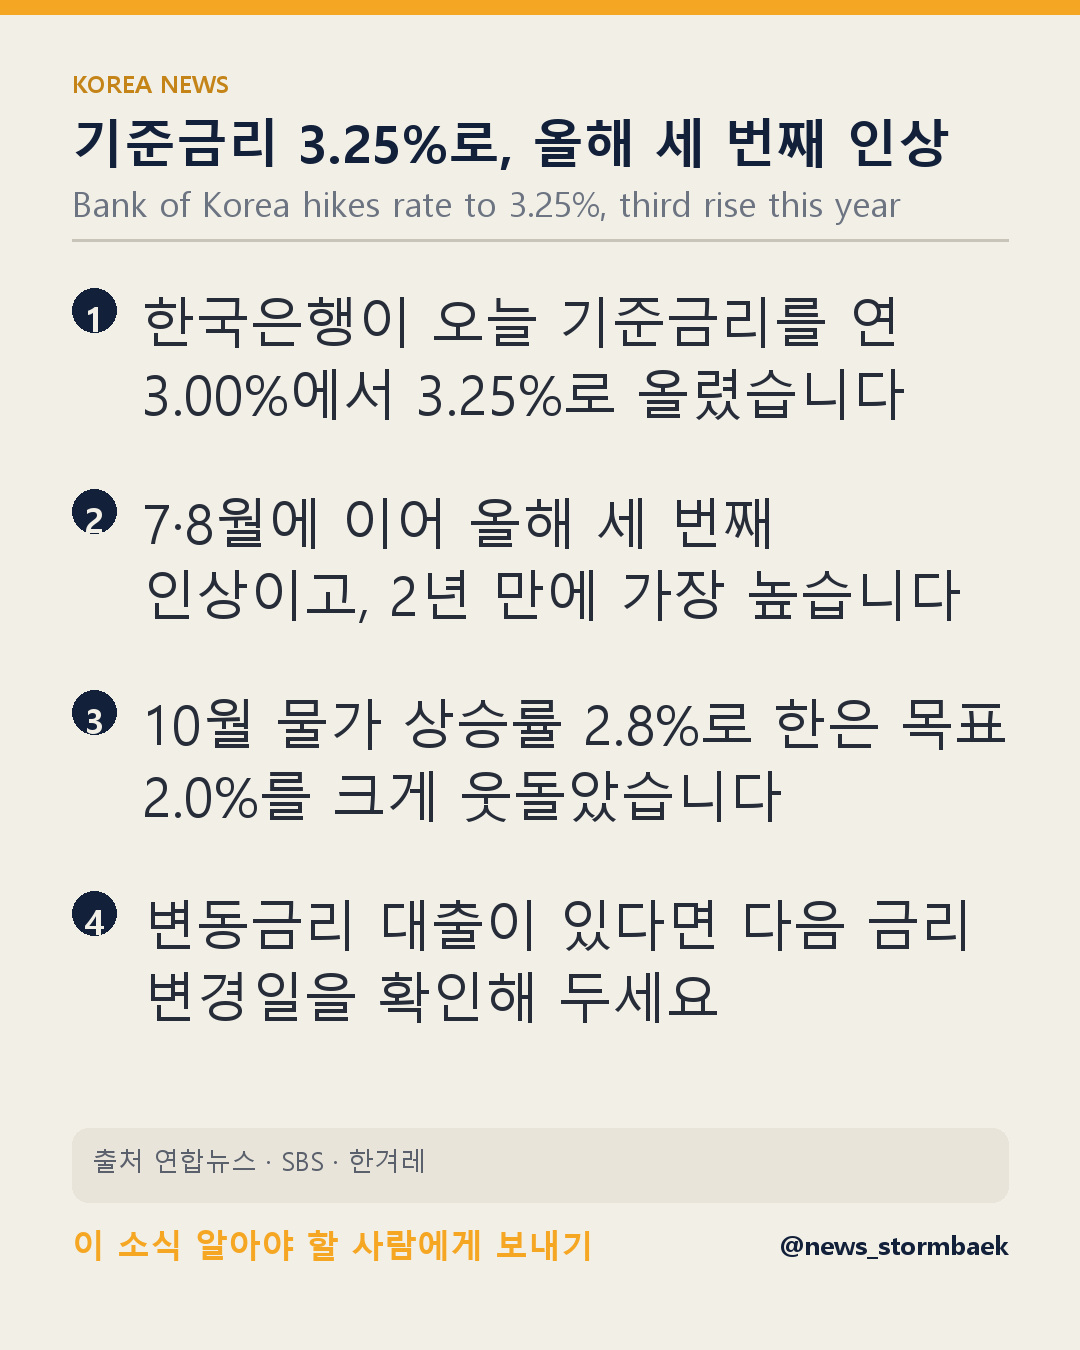 KOREA NEWS
기준금리 3.25%로, 올해 세 번째 인상
Bank of Korea hikes rate to 3.25%, third rise this year
1 한국은행이 오늘 기준금리를 연
3.00%에서 3.25%로 올렸습니다
2 7·8월에 이어 올해 세 번째
인상이고, 2년 만에 가장 높습니다
3 10월 물가 상승률 2.8%로 한은 목표
2.0%를 크게 웃돌았습니다
4 변동금리 대출이 있다면 다음 금리
변경일을 확인해 두세요
출처 연합뉴스 · SBS · 한겨레
이 소식 알아야 할 사람에게 보내기
@news_stormbaek